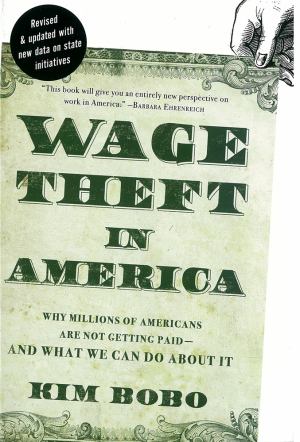 Revised
& updated with
new data on state
initiatives
"This book will give you an entirely new perspective on
work in America." —Barbara Ehrenreich
WAGE
THEFT
IN
AMERICA
WHY MILLIONS OF AMERICANS
ARE NOT GETTING PAID—
AND WHAT WE CAN DO ABOUT IT
KIM BOBO